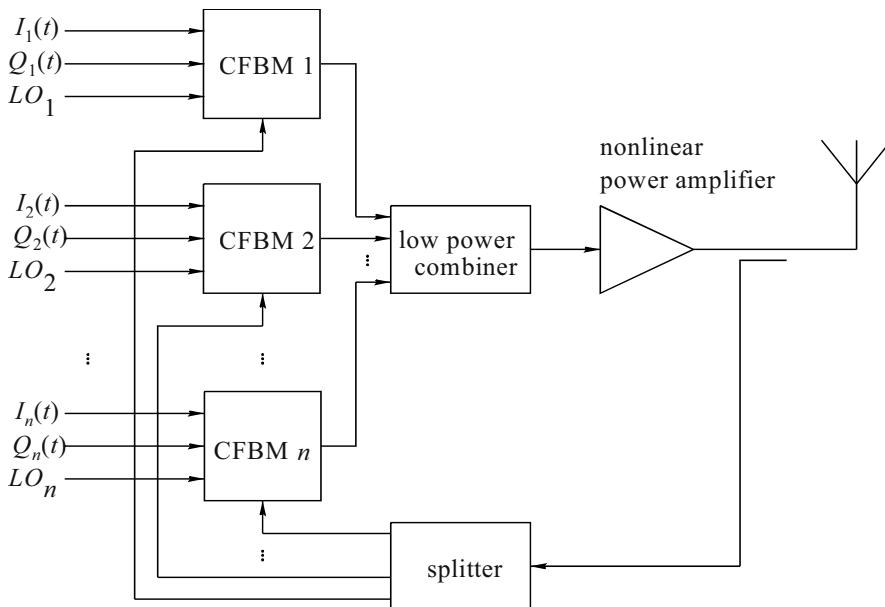 I₁(t)
Q₁(t)
LO₁
CFBM 1
nonlinear
power amplifier
I₂(t)
Q₂(t)
LO₂
CFBM 2
low power
combiner
Iₙ(t)
Qₙ(t)
LOₙ
CFBM n
splitter